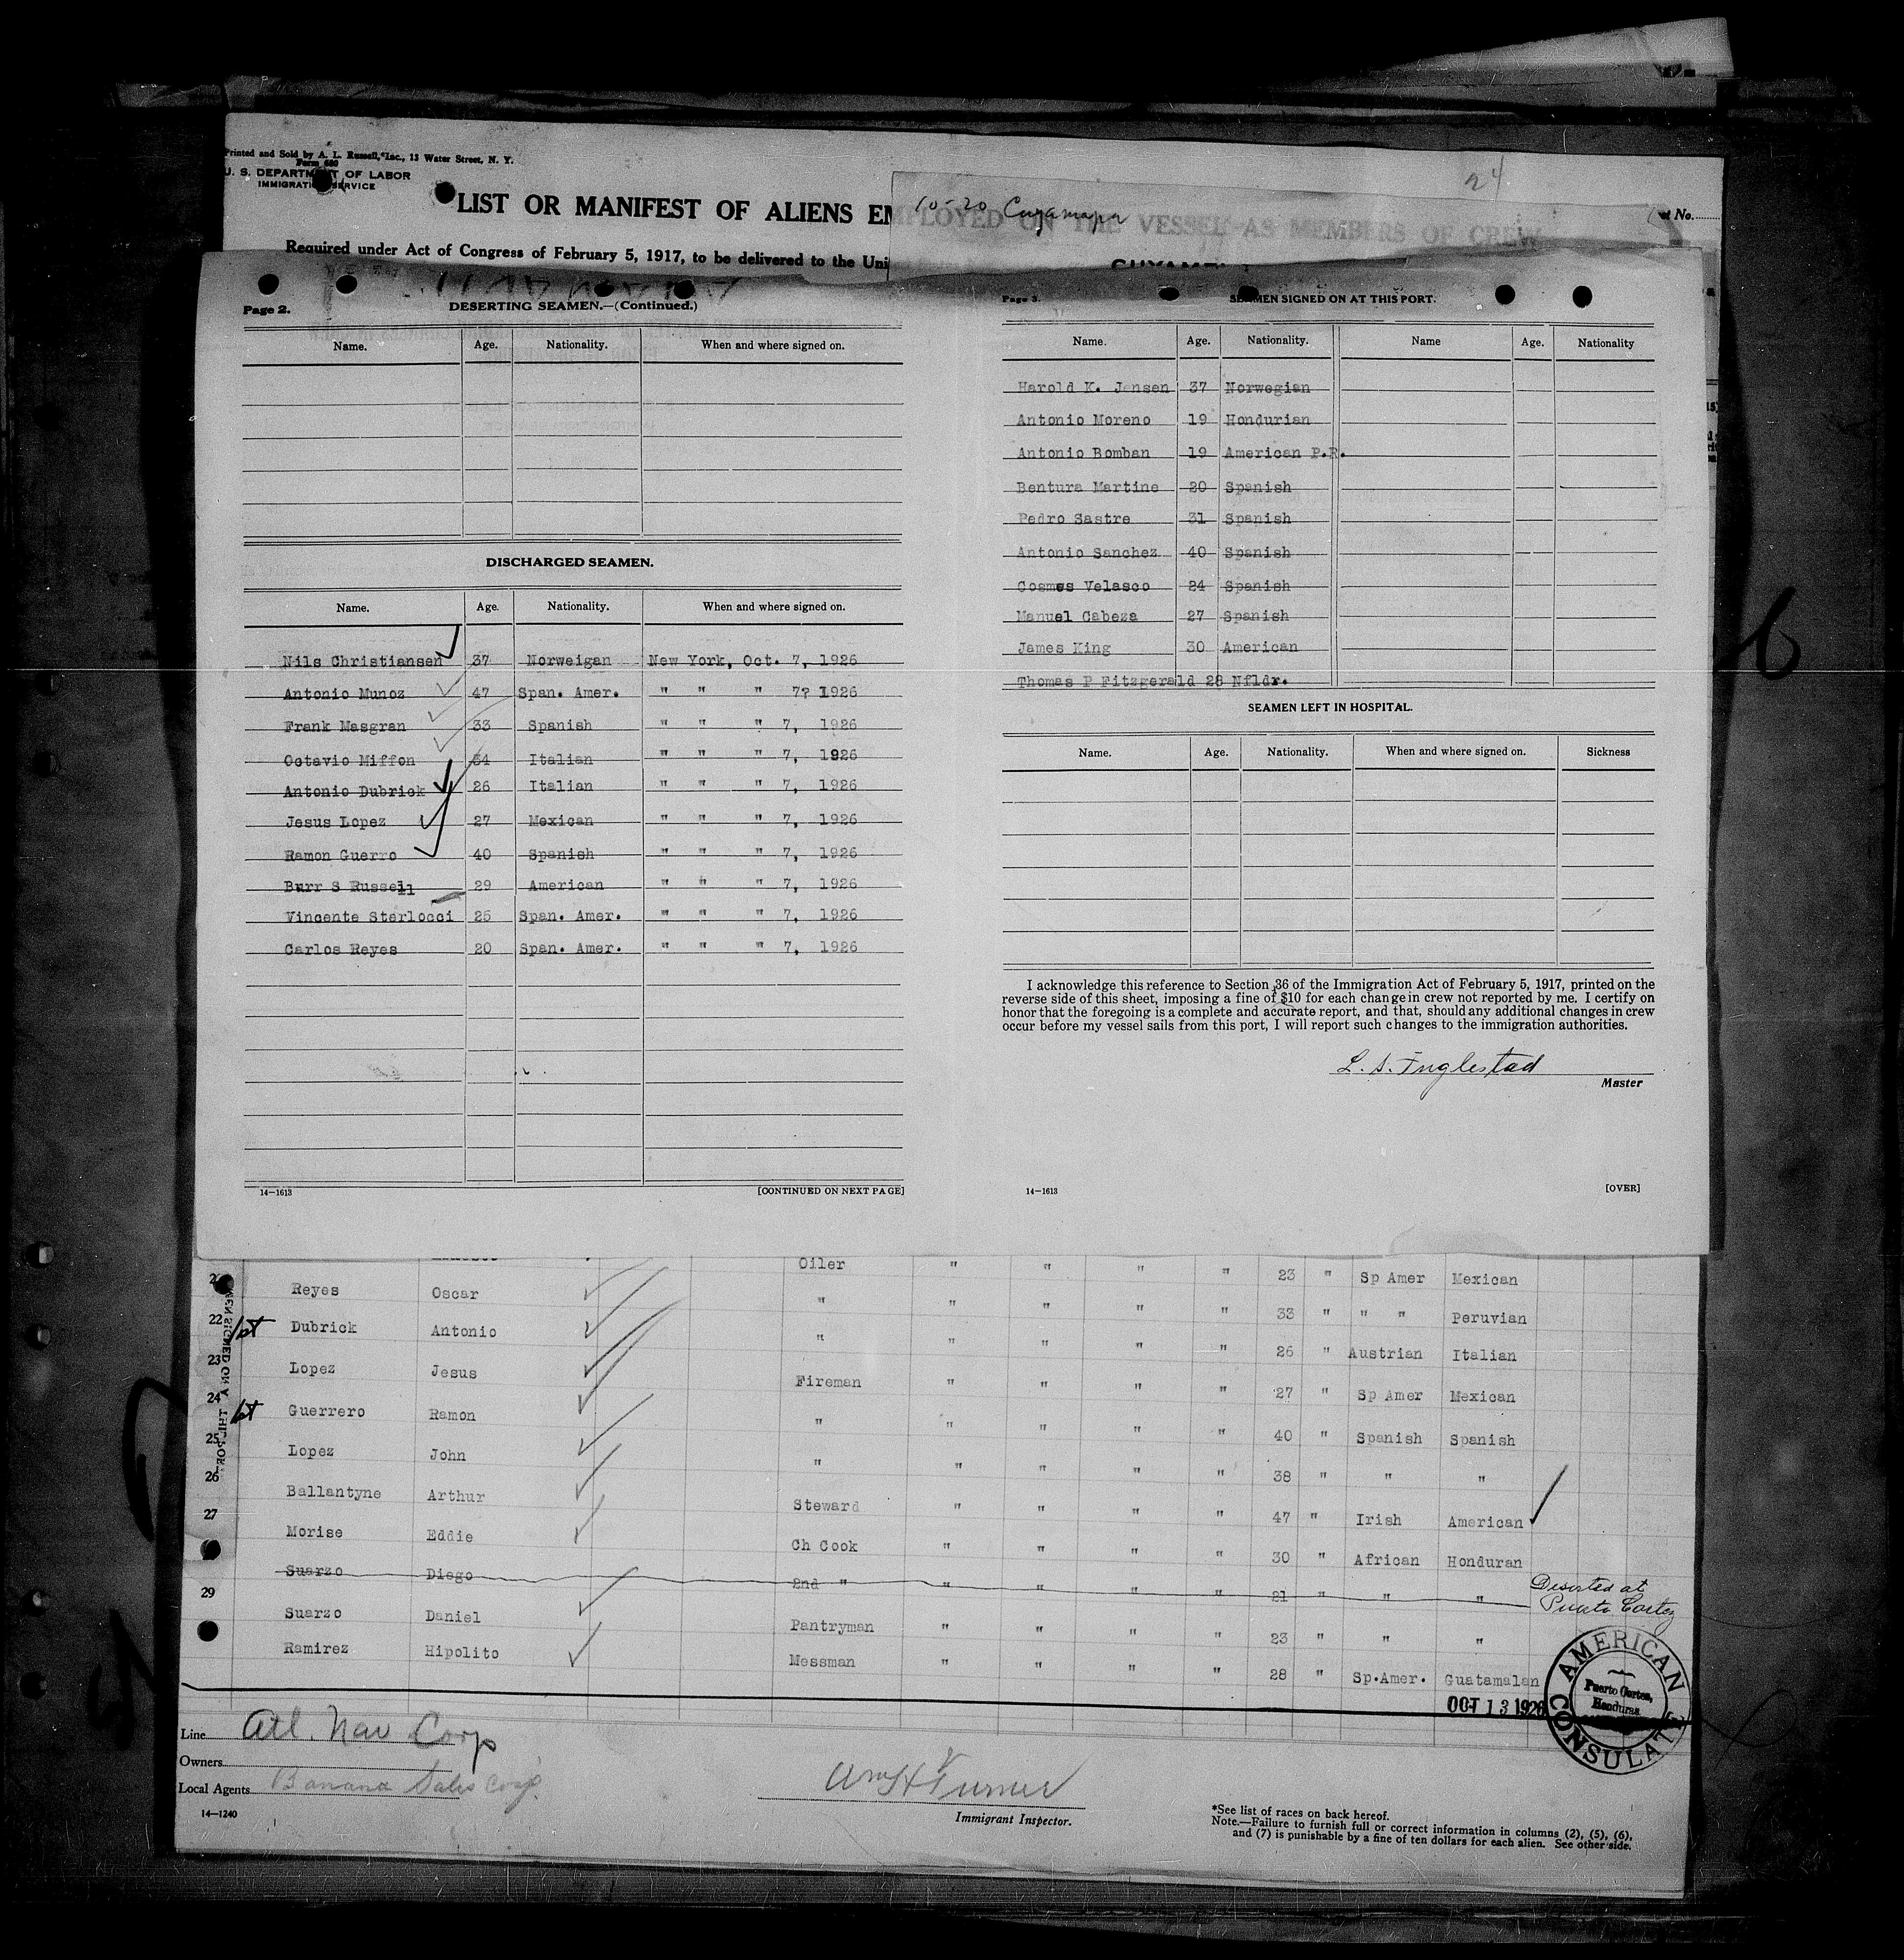 Printed and Sold by A. L. Russell, Inc., 13 Water Street, N. Y.
Form 680
U. S. DEPARTMENT OF LABOR
IMMIGRATION SERVICE
24
LIST OR MANIFEST OF ALIENS EMPLOYED ON THE VESSEL AS MEMBERS OF CREW
10-20 Cuyamapa
No.
Required under Act of Congress of February 5, 1917, to be delivered to the Uni
Page 2.
DESERTING SEAMEN.—(Continued.)
Name. Age. Nationality. When and where signed on.
DISCHARGED SEAMEN.
Name. Age. Nationality. When and where signed on.
Nils Christiansen 37 Norweigan New York, Oct. 7, 1926
Antonio Munoz 47 Span. Amer. " " " 7? 1926
Frank Masgran 33 Spanish " " " 7, 1926
Octavio Miffon 34 Italian " " " 7, 1926
Antonio Dubrick 26 Italian " " " 7, 1926
Jesus Lopez 27 Mexican " " " 7, 1926
Ramon Guerro 40 Spanish " " " 7, 1926
Burr S Russell 29 American " " " 7, 1926
Vincente Sterlocci 25 Span. Amer. " " " 7, 1926
Carlos Reyes 20 Span. Amer. " " " 7, 1926
14—1613
[CONTINUED ON NEXT PAGE]
Page 3.
SEAMEN SIGNED ON AT THIS PORT.
Name. Age. Nationality. Name Age. Nationality
Harold K. Jensen 37 Norwegian
Antonio Moreno 19 Hondurian
Antonio Bomban 19 American P.R.
Bentura Martine 20 Spanish
Pedro Sastre 31 Spanish
Antonio Sanchez 40 Spanish
Cosmes Velasco 24 Spanish
Manuel Cabeza 27 Spanish
James King 30 American
Thomas P Fitzgerald 28 Nfldr.
SEAMEN LEFT IN HOSPITAL.
Name. Age. Nationality. When and where signed on. Sickness
I acknowledge this reference to Section 36 of the Immigration Act of February 5, 1917, printed on the
reverse side of this sheet, imposing a fine of $10 for each change in crew not reported by me. I certify on
honor that the foregoing is a complete and accurate report, and that, should any additional changes in crew
occur before my vessel sails from this port, I will report such changes to the immigration authorities.
L. S. Inglestad
Master
14—1613
[OVER]
Oiler " " " " 23 " Sp Amer Mexican
Reyes Oscar " " " " " 33 " " " Peruvian
22 pt Dubrick Antonio " " " " " 26 " Austrian Italian
23 Lopez Jesus Fireman " " " " 27 " Sp Amer Mexican
24 pt Guerrero Ramon " " " " " 40 " Spanish Spanish
25 Lopez John " " " " " 38 " " "
26 Ballantyne Arthur Steward " " " " 47 " Irish American
27 Morise Eddie Ch Cook " " " " 30 " African Honduran
Suarzo Diego 2nd " " " " " 21 " " " Deserted at
Puerto Cortez
29 Suarzo Daniel Pantryman " " " " 23 " " "
Ramirez Hipolito Messman " " " " 28 " Sp.Amer. Guatamalan
OCT 13 1926
AMERICAN CONSULATE
Puerto Cortes,
Honduras
Line Atl. Nav Corp
Owners
Local Agents Banana Sales Corp.
14—1240
Wm H Turner
Immigrant Inspector.
*See list of races on back hereof.
Note.—Failure to furnish full or correct information in columns (2), (5), (6),
and (7) is punishable by a fine of ten dollars for each alien. See other side.